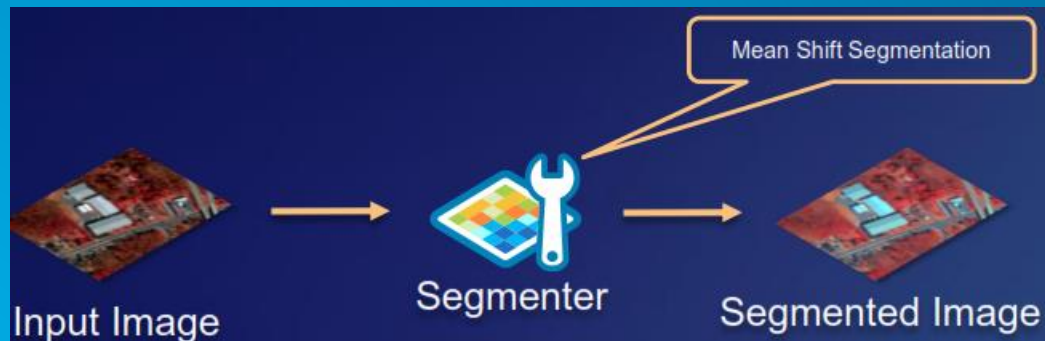 Mean Shift Segmentation
Input Image
Segmenter
Segmented Image